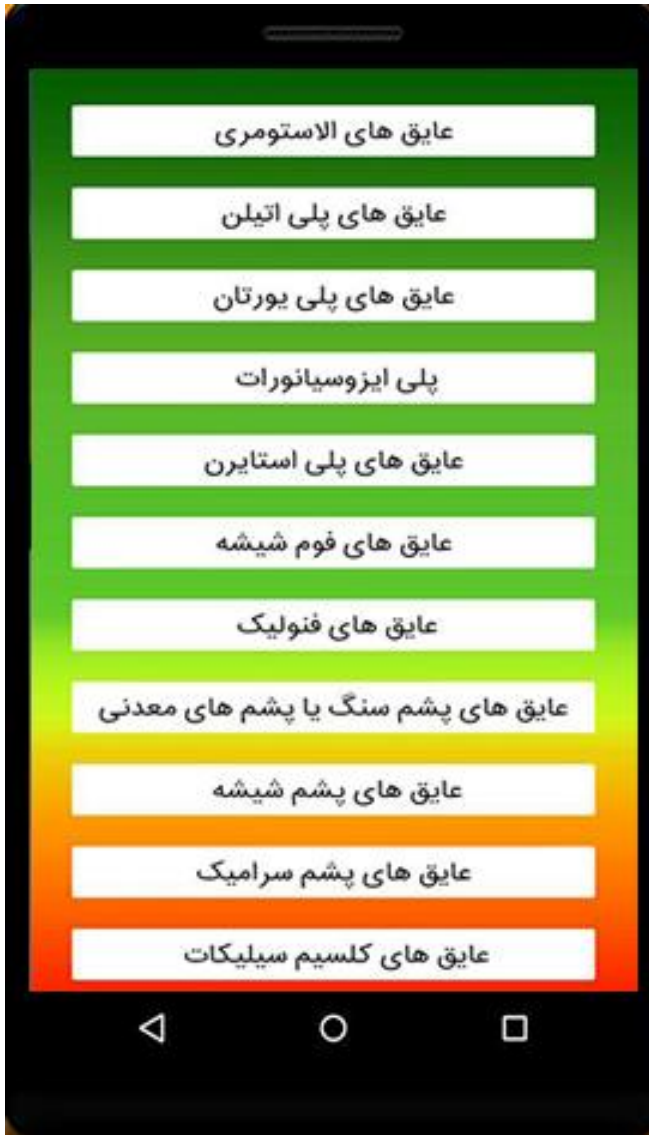 عایق های الاستومری
عایق های پلی اتیلن
عایق های پلی یورتان
پلی ایزوسیانورات
عایق های پلی استایرن
عایق های فوم شیشه
عایق های فنولیک
عایق های پشم سنگ یا پشم های معدنی
عایق های پشم شیشه
عایق های پشم سرامیک
عایق های کلسیم سیلیکات